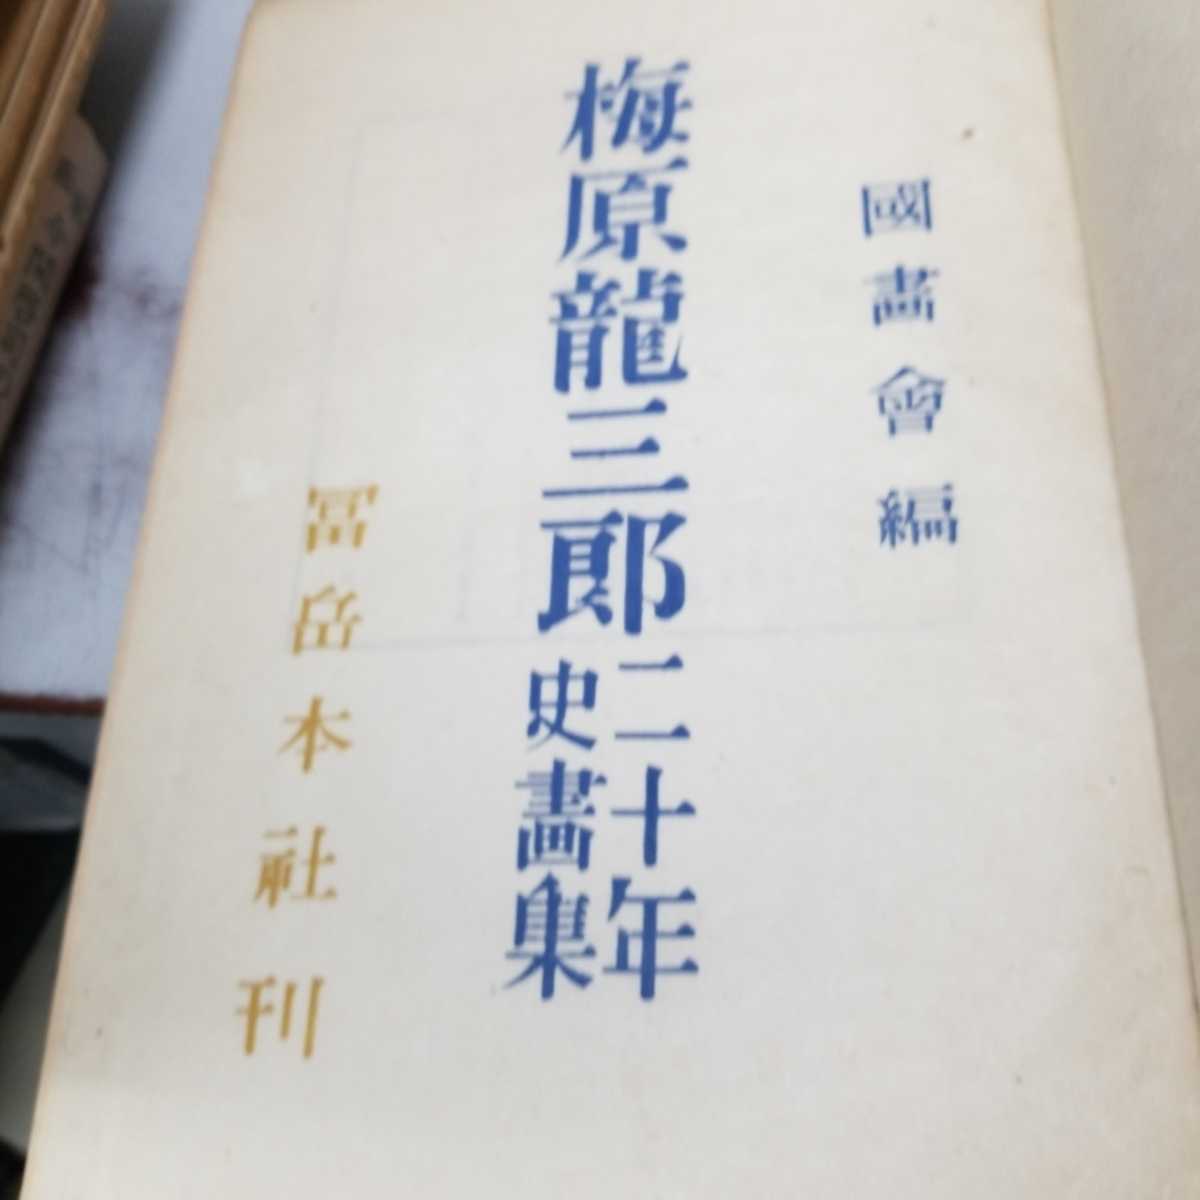 國畫會編
梅原龍三郎二十年
史畫集
冨岳本社刊